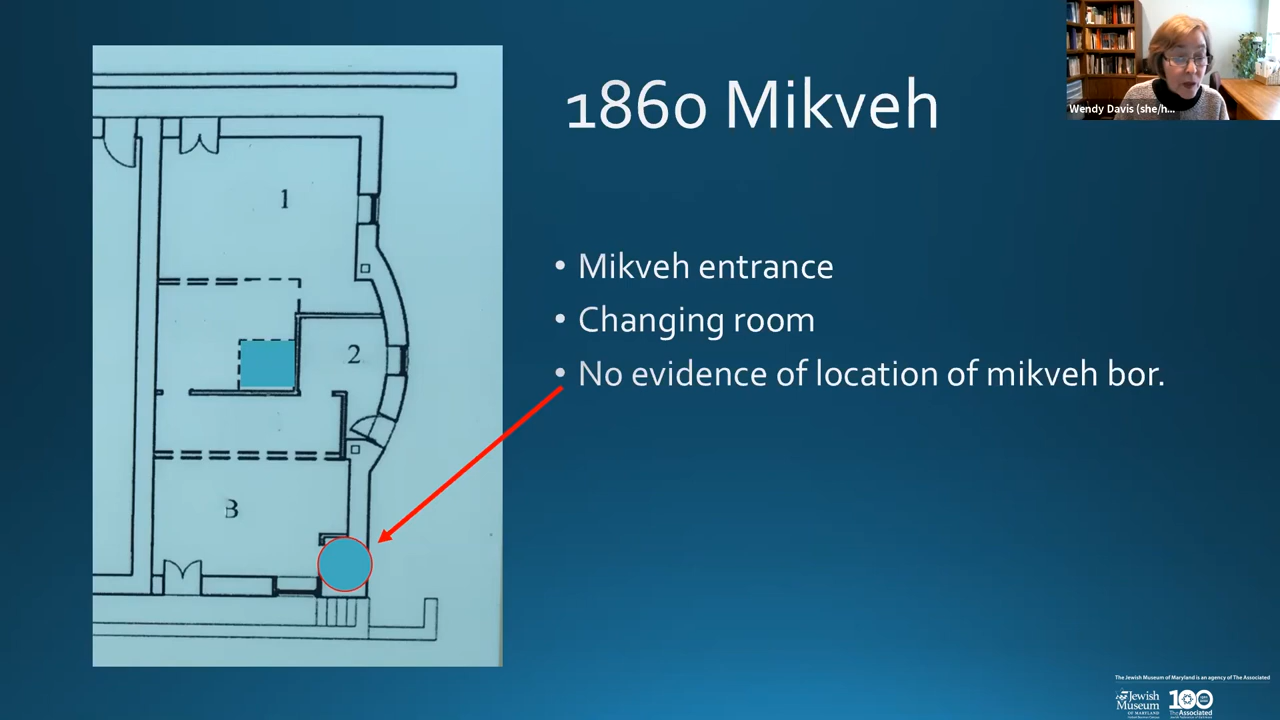 1860 Mikveh
Wendy Davis (she/h...
1
• Mikveh entrance
• Changing room
2
• No evidence of location of mikveh bor.
3
The Jewish Museum of Maryland is an agency of The Associated
Jewish
Museum
OF MARYLAND
100
The Associated